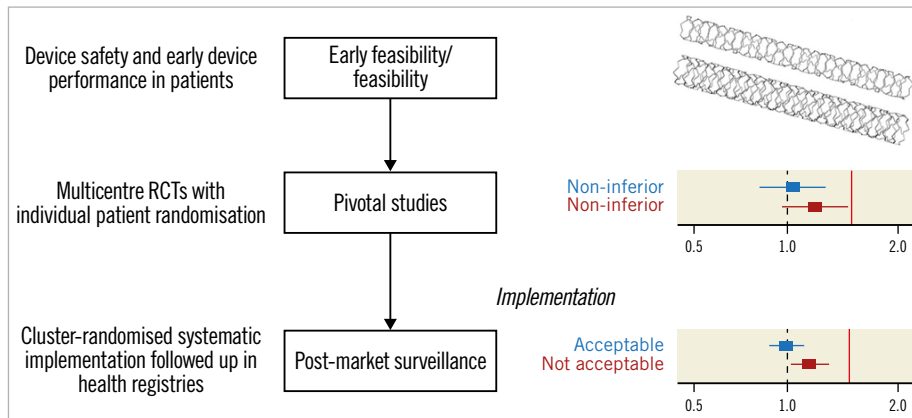 Device safety and early device
performance in patients
Early feasibility/
feasibility
Multicentre RCTs with
individual patient randomisation
Pivotal studies
Non-inferior
Non-inferior
0.5 1.0 2.0
Implementation
Cluster-randomised systematic
implementation followed up in
health registries
Post-market surveillance
Acceptable
Not acceptable
0.5 1.0 2.0